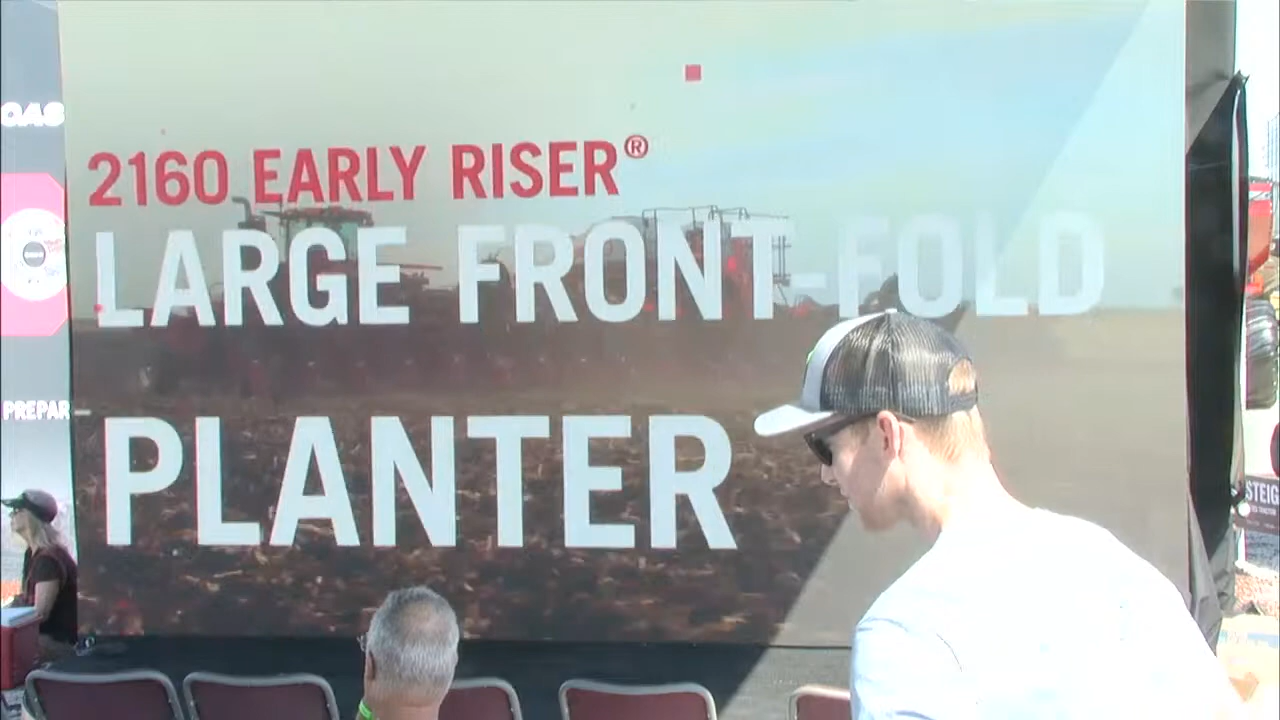 2160 EARLY RISER®
LARGE FRONT-FOLD
PLANTER
PREPAR
STEIG